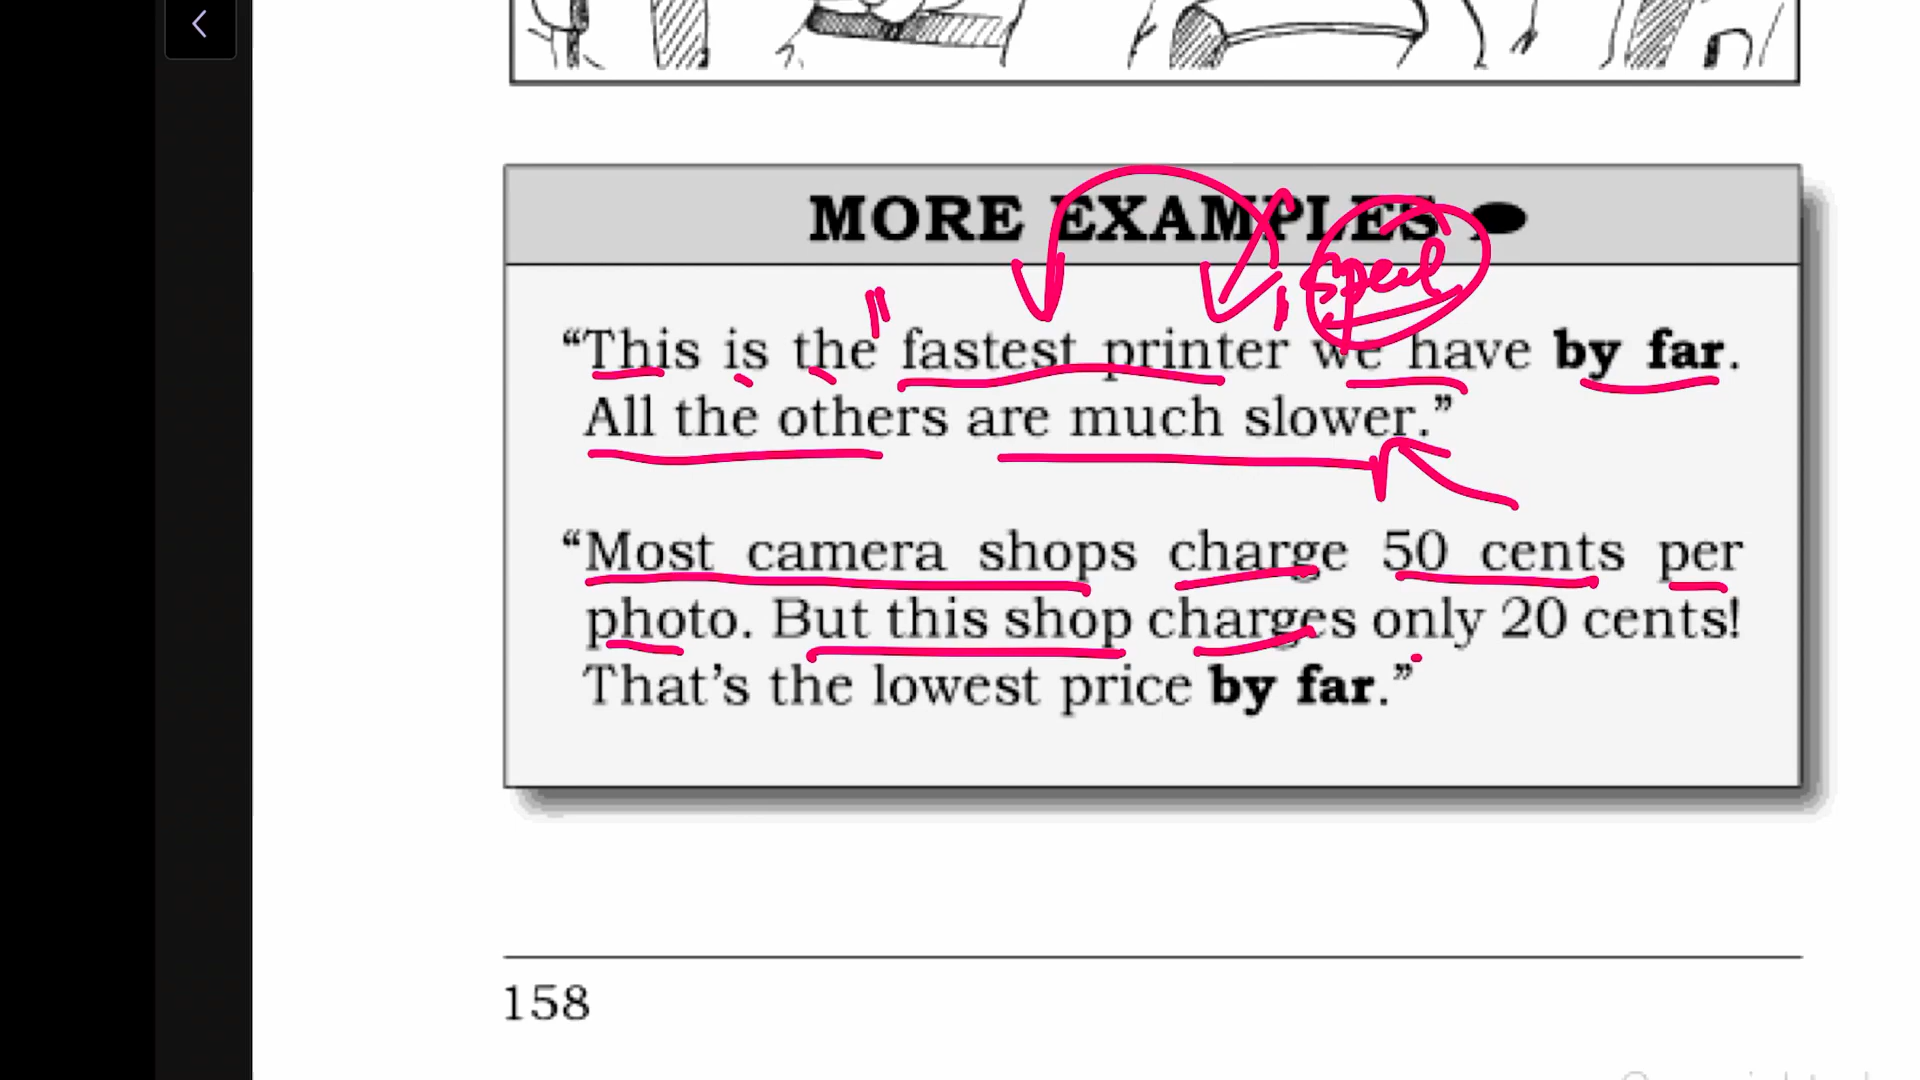 MORE EXAMPLES
“This is the fastest printer we have by far.
All the others are much slower.”
“Most camera shops charge 50 cents per
photo. But this shop charges only 20 cents!
That’s the lowest price by far.”
158